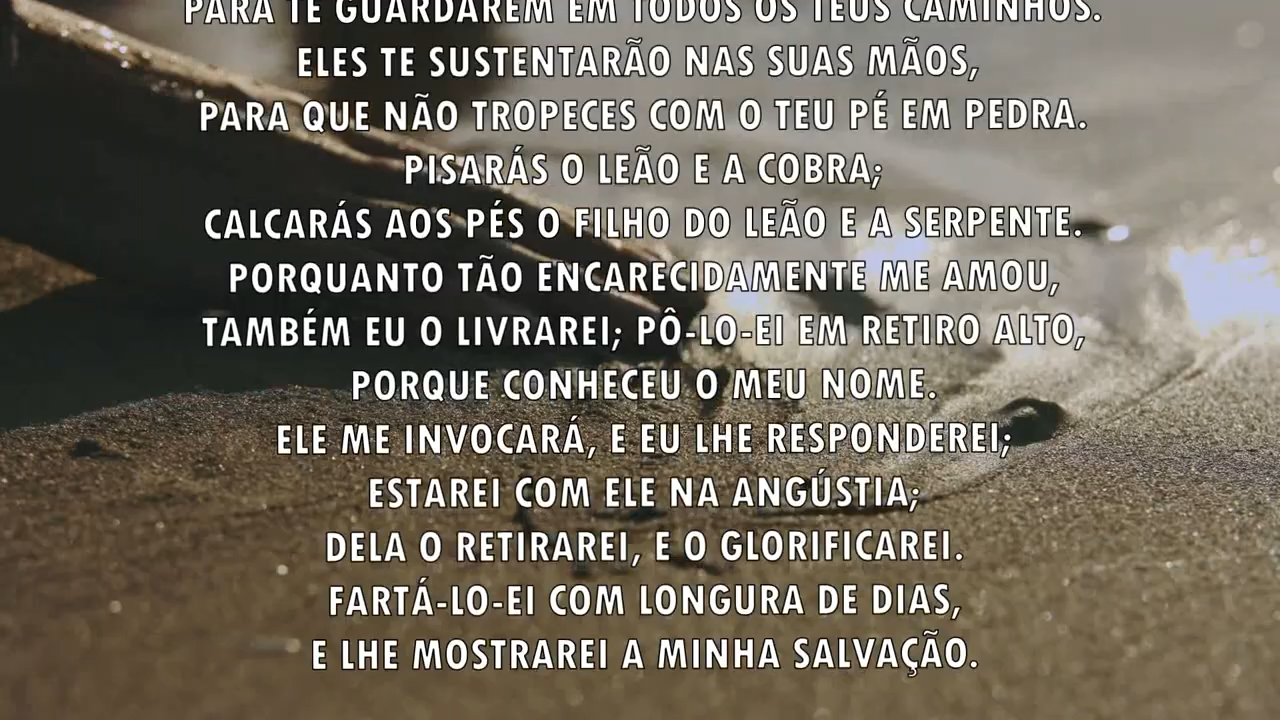 PARA TE GUARDAREM EM TODOS OS TEUS CAMINHOS.
ELES TE SUSTENTARÃO NAS SUAS MÃOS,
PARA QUE NÃO TROPECES COM O TEU PÉ EM PEDRA.
PISARÁS O LEÃO E A COBRA;
CALCARÁS AOS PÉS O FILHO DO LEÃO E A SERPENTE.
PORQUANTO TÃO ENCARECIDAMENTE ME AMOU,
TAMBÉM EU O LIVRAREI; PÔ-LO-EI EM RETIRO ALTO,
PORQUE CONHECEU O MEU NOME.
ELE ME INVOCARÁ, E EU LHE RESPONDEREI;
ESTAREI COM ELE NA ANGÚSTIA;
DELA O RETIRAREI, E O GLORIFICAREI.
FARTÁ-LO-EI COM LONGURA DE DIAS,
E LHE MOSTRAREI A MINHA SALVAÇÃO.